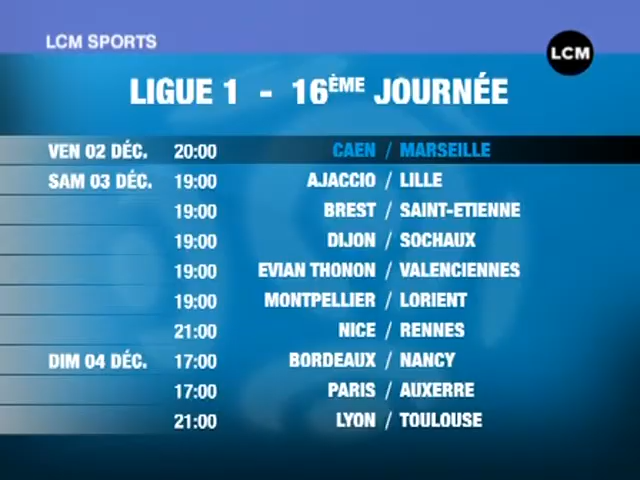 LCM SPORTS
LCM
LIGUE 1 - 16ÈME JOURNÉE
VEN 02 DÉC. 20:00 CAEN / MARSEILLE
SAM 03 DÉC. 19:00 AJACCIO / LILLE
19:00 BREST / SAINT-ETIENNE
19:00 DIJON / SOCHAUX
19:00 EVIAN THONON / VALENCIENNES
19:00 MONTPELLIER / LORIENT
21:00 NICE / RENNES
DIM 04 DÉC. 17:00 BORDEAUX / NANCY
17:00 PARIS / AUXERRE
21:00 LYON / TOULOUSE